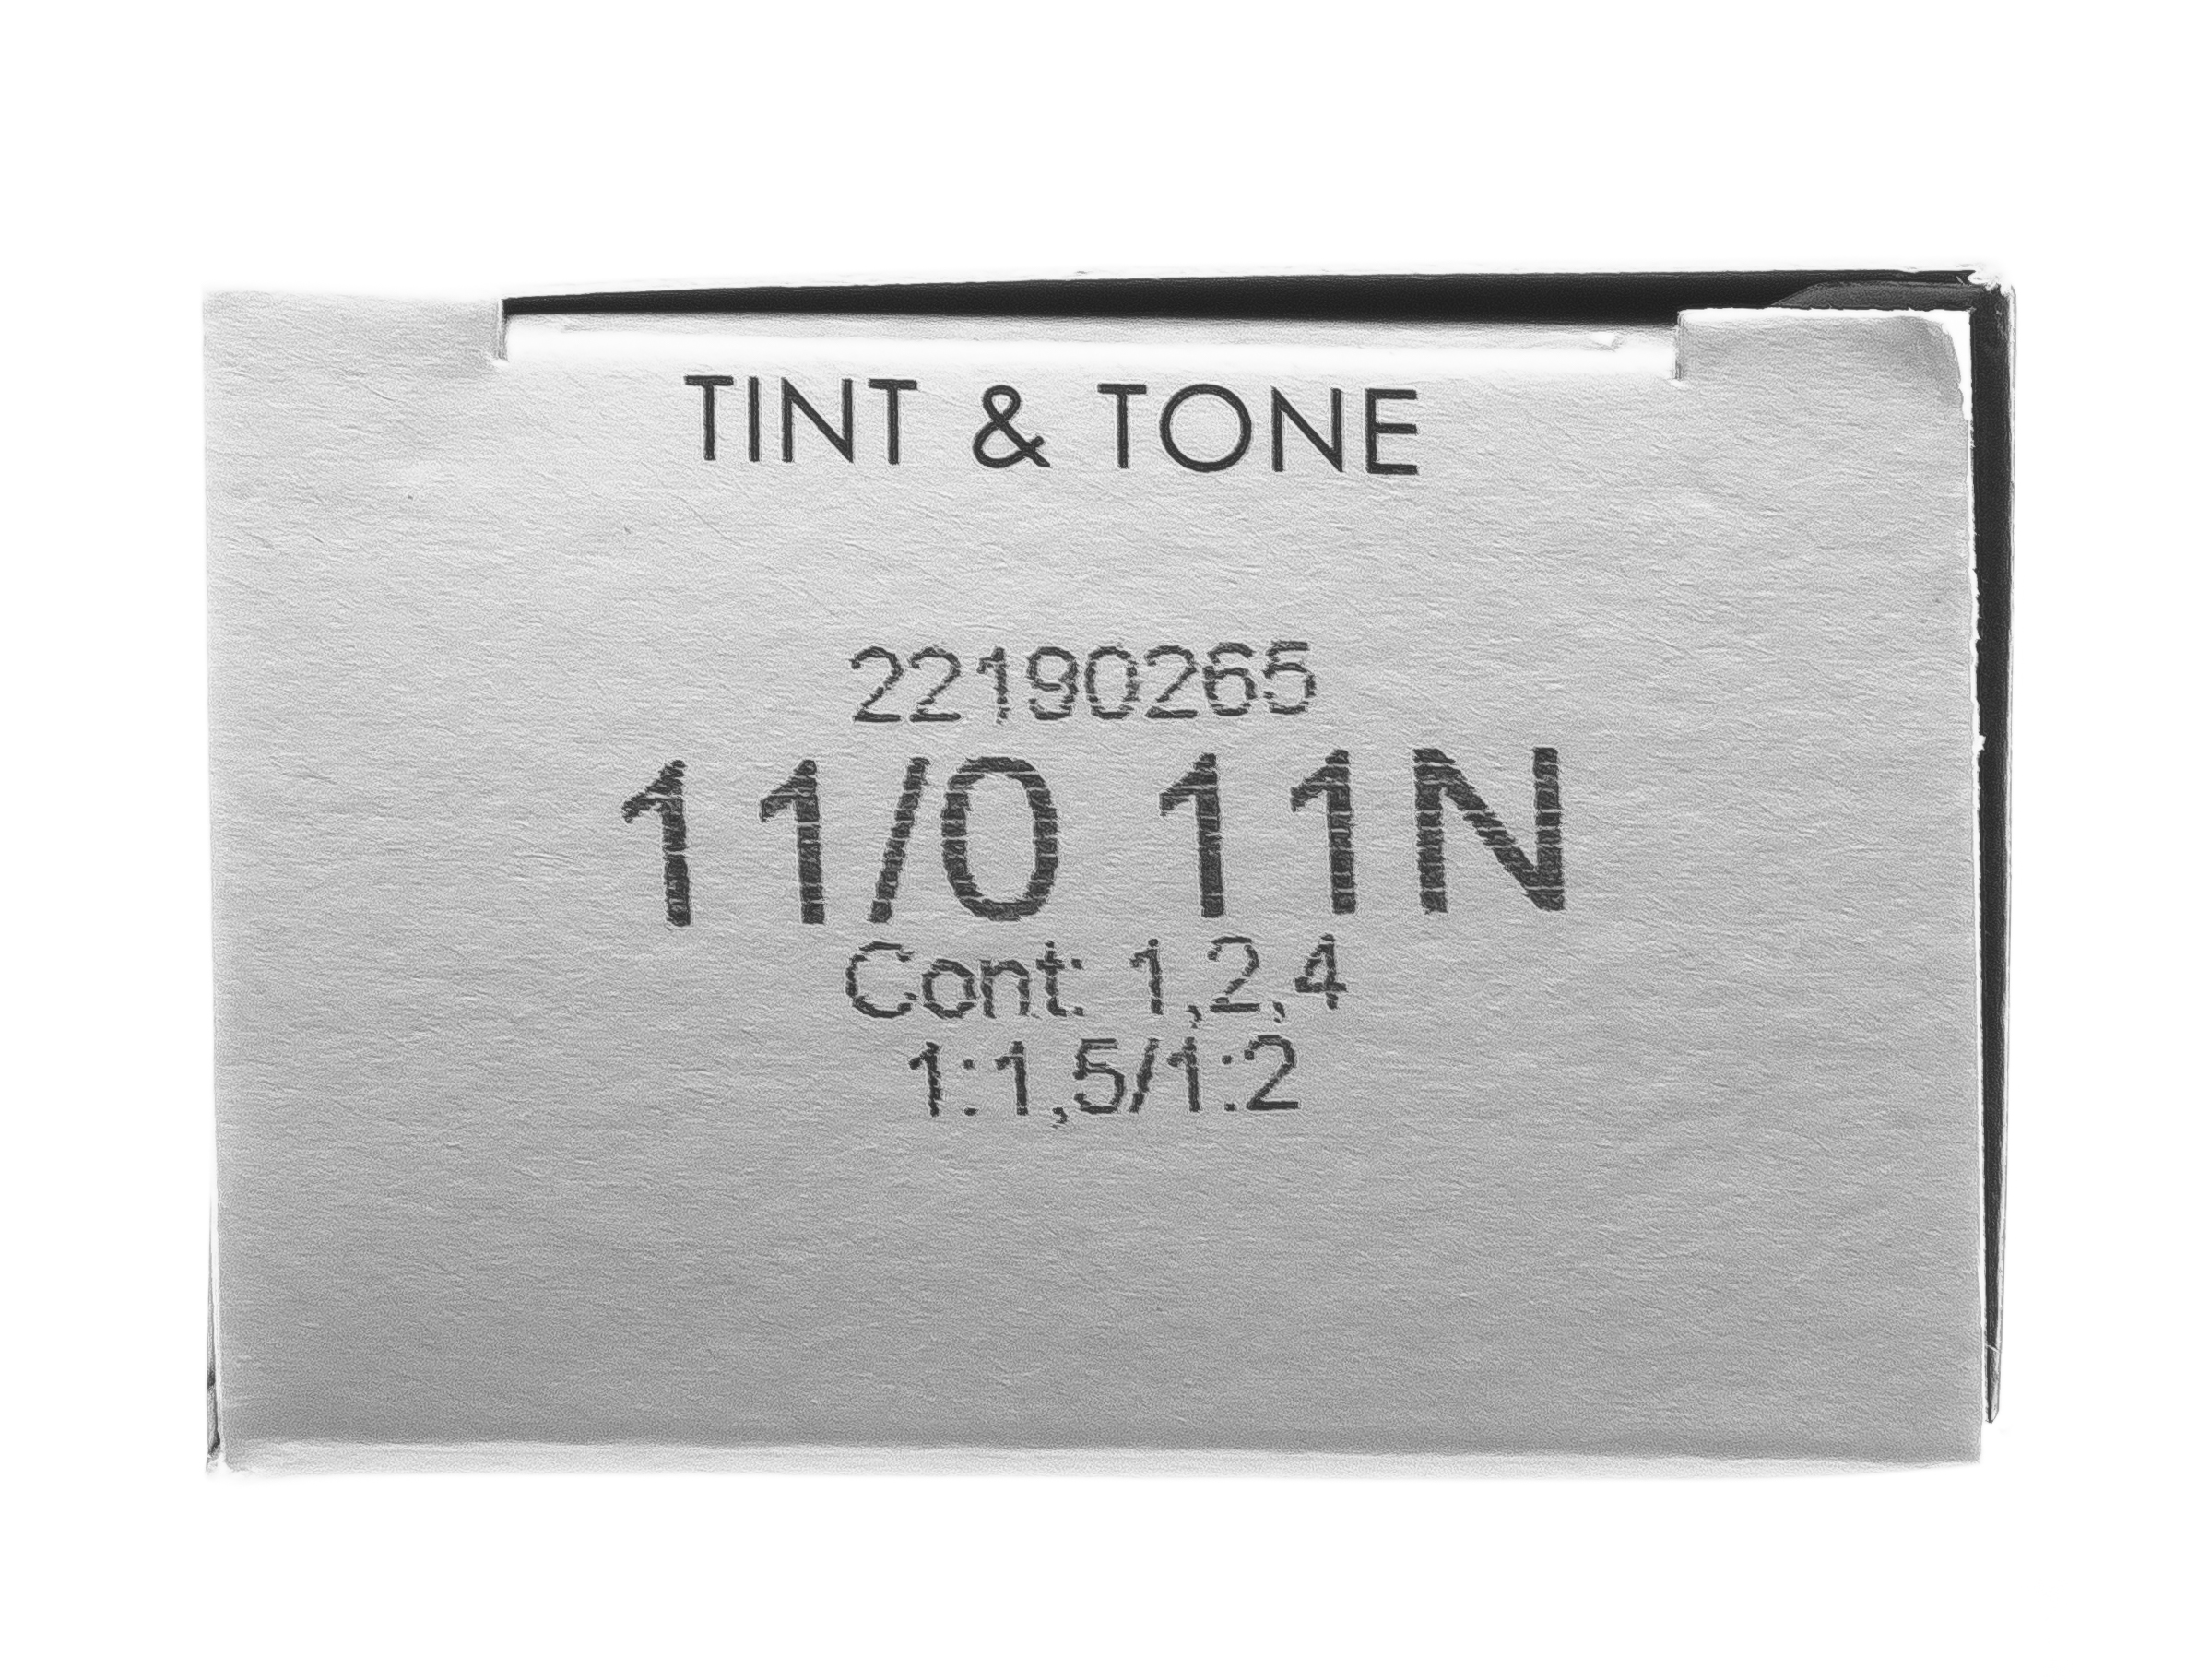 TINT & TONE
22190265
11/0 11N
Cont: 1,2,4
1:1,5/1:2